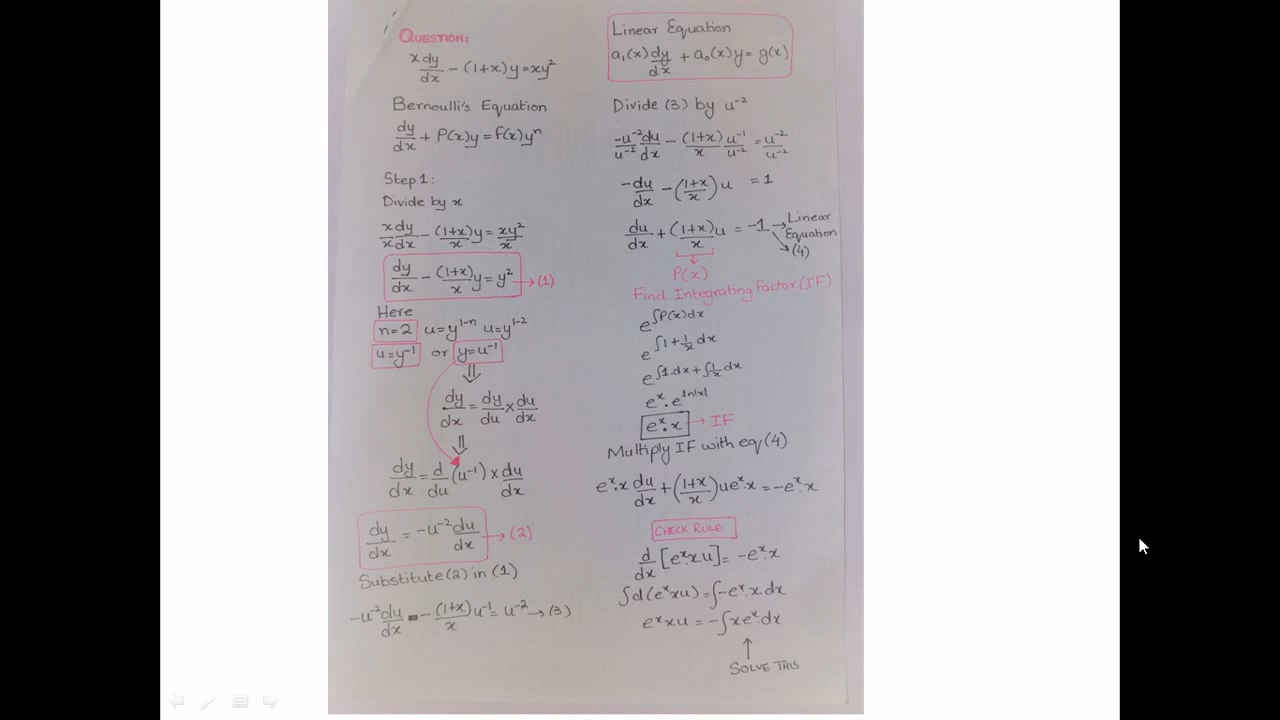 QUESTION:
x dy/dx - (1+x)y = xy²
Bernoulli's Equation
dy/dx + P(x)y = f(x)yⁿ
Step 1:
Divide by x
x/x dy/dx - (1+x)/x y = xy²/x
dy/dx - (1+x)/x y = y² → (1)
Here
n=2 u=y¹⁻ⁿ u=y¹⁻²
u=y⁻¹ or y=u⁻¹
⇓
dy/dx = dy/du × du/dx
⇓
dy/dx = d/du (u⁻¹) × du/dx
dy/dx = -u⁻² du/dx → (2)
Substitute (2) in (1)
-u⁻² du/dx - (1+x)/x u⁻¹ = u⁻² → (3)
Linear Equation
a₁(x) dy/dx + a₀(x)y = g(x)
Divide (3) by u⁻²
-u⁻²/u⁻² du/dx - (1+x)/x u⁻¹/u⁻² = u⁻²/u⁻²
-du/dx - (1+x/x) u = 1
du/dx + (1+x)/x u = -1 → Linear Equation
→ (4)
P(x)
Find Integrating factor (IF)
e^∫P(x)dx
e^∫1+1/x dx
e^∫1.dx+∫1/x dx
eˣ. e^ln|x|
eˣ. x → IF
Multiply IF with eq (4)
eˣ.x du/dx + (1+x/x) u eˣ.x = -eˣ.x
CHECK RULE
d/dx [eˣ.x.u] = -eˣ.x
∫d(eˣxu) = ∫-eˣ.x.dx
eˣxu = -∫xeˣ.dx
↑
SOLVE THIS